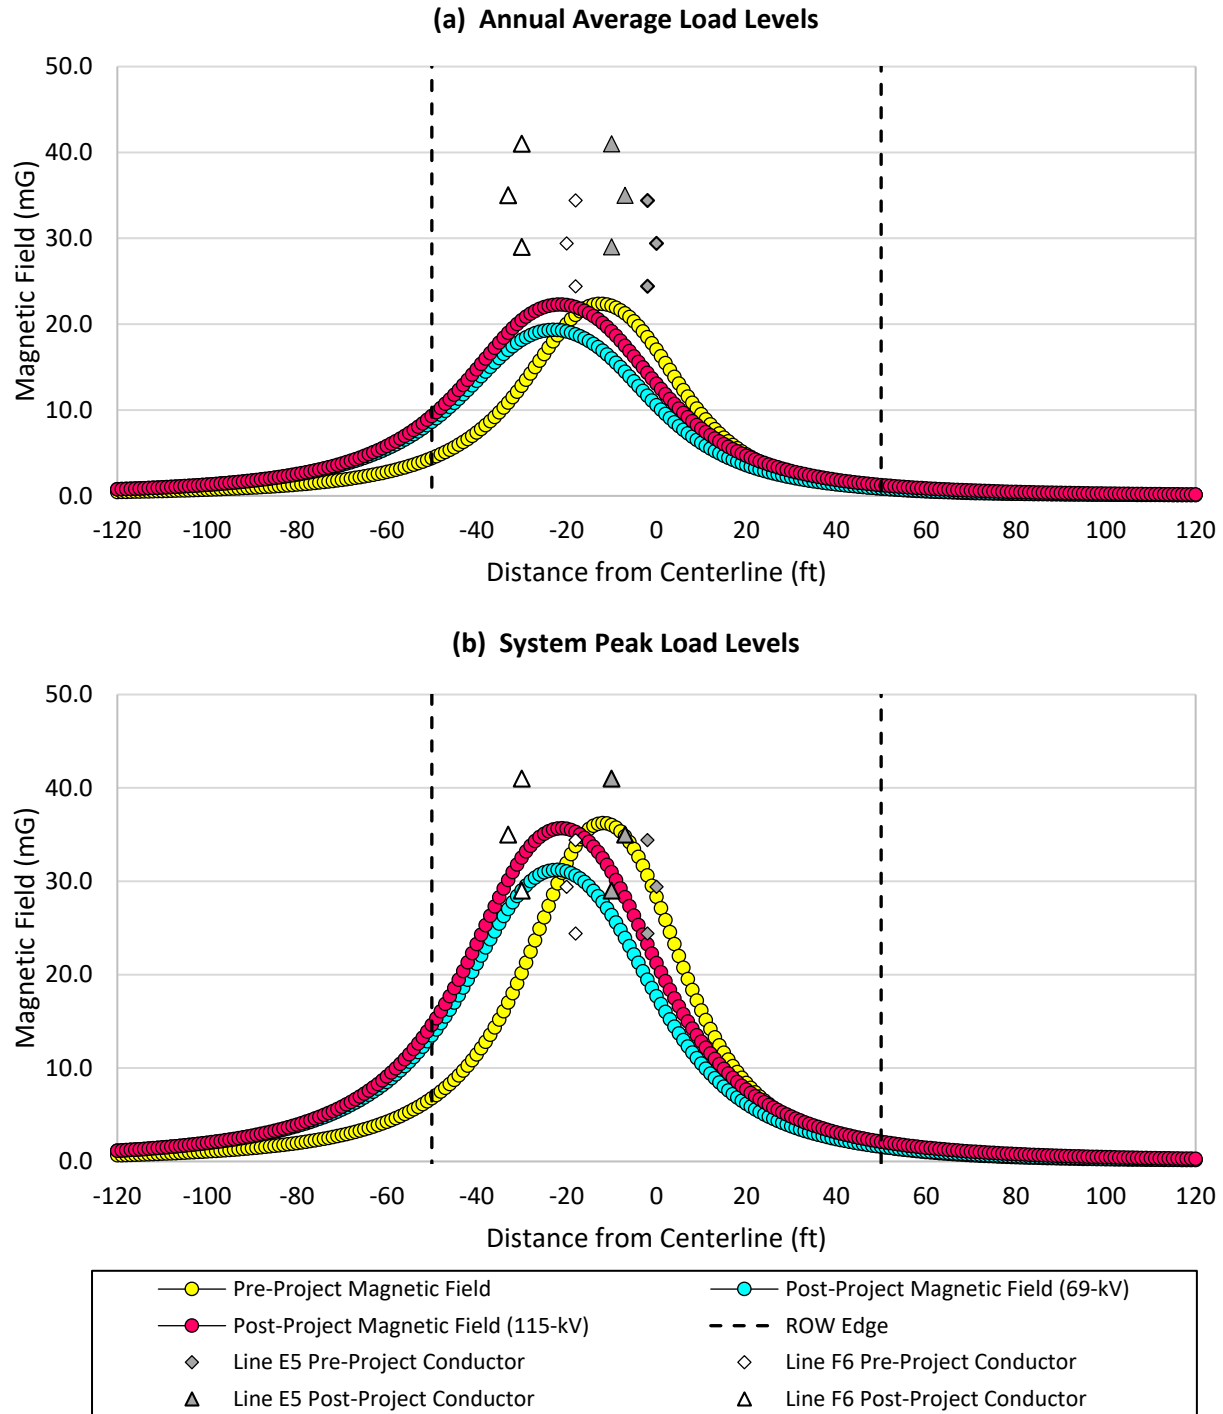 (a) Annual Average Load Levels
50.0
40.0
30.0
20.0
10.0
0.0
Magnetic Field (mG)
-120 -100 -80 -60 -40 -20 0 20 40 60 80 100 120
Distance from Centerline (ft)
(b) System Peak Load Levels
50.0
40.0
30.0
20.0
10.0
0.0
Magnetic Field (mG)
-120 -100 -80 -60 -40 -20 0 20 40 60 80 100 120
Distance from Centerline (ft)
Pre-Project Magnetic Field
Post-Project Magnetic Field (69-kV)
Post-Project Magnetic Field (115-kV)
ROW Edge
Line E5 Pre-Project Conductor
Line F6 Pre-Project Conductor
Line E5 Post-Project Conductor
Line F6 Post-Project Conductor